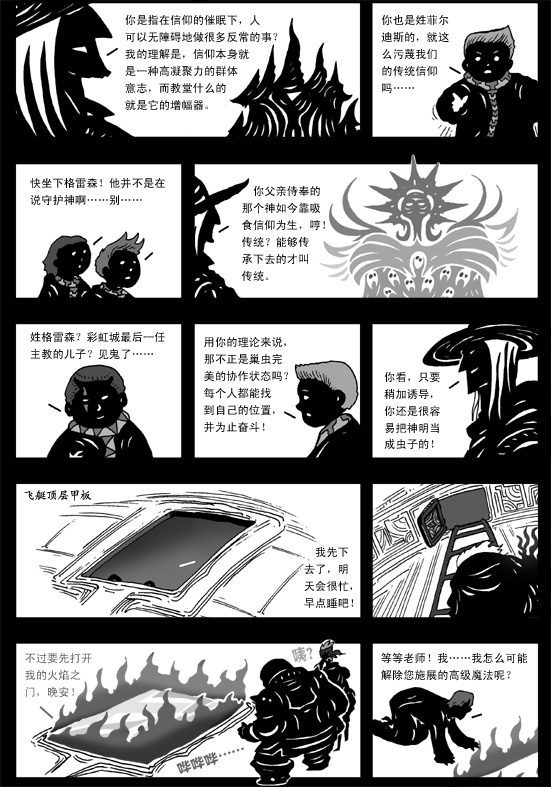 你是指在信仰的催眠下，人
可以无障碍地做很多反常的事？
我的理解是，信仰本身就
是一种高凝聚力的群体
意志，而教堂什么的
就是它的增幅器。
你也是姓菲尔
迪斯的，就这
么污蔑我们
的传统信仰
吗……
快坐下格雷森！他并不是在
说守护神啊……别……
你父亲侍奉的
那个神如今靠吸
食信仰为生，哼！
传统？能够传
承下去的才叫
传统。
姓格雷森？彩虹城最后一任
主教的儿子？见鬼了……
用你的理论来说，
那不正是巢虫完
美的协作状态吗？
每个人都能找
到自己的位置，
并为止奋斗！
你看，只要
稍加诱导，
你还是很容
易把神明当
成虫子的！
飞艇顶层甲板
我先下
去了，明
天会很忙，
早点睡吧！
不过要先打开
我的火焰之
门，晚安！
咦？
哗哗哗……
等等老师！我……我怎么可能
解除您施展的高级魔法呢？